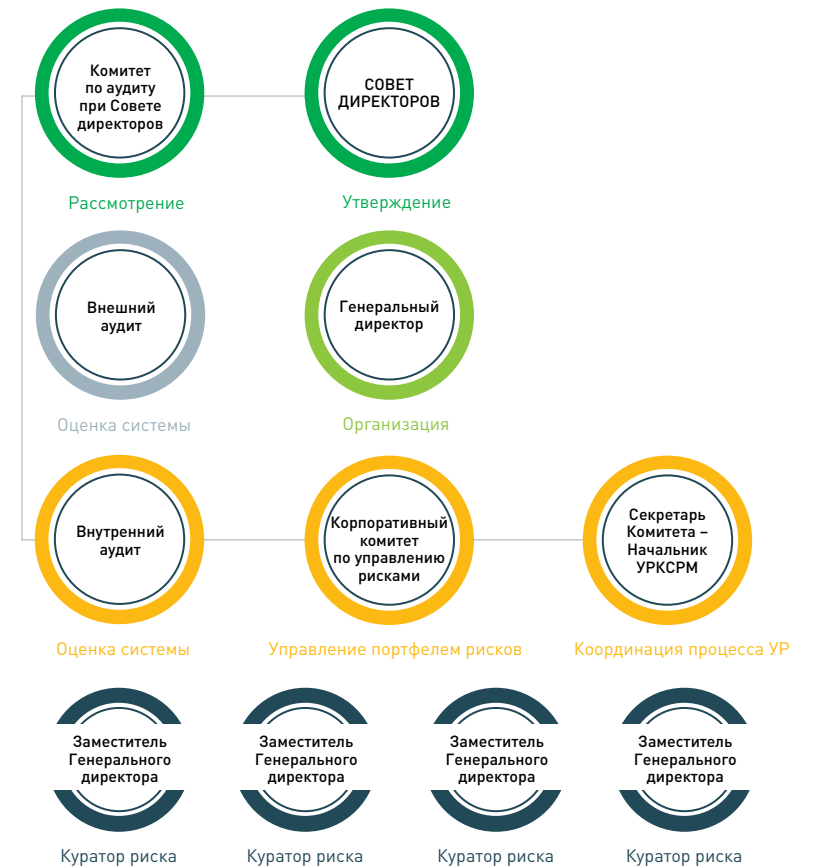 Комитет
по аудиту
при Совете
директоров
СОВЕТ
ДИРЕКТОРОВ
Рассмотрение
Утверждение
Внешний
аудит
Генеральный
директор
Оценка системы
Организация
Внутренний
аудит
Корпоративный
комитет
по управлению
рисками
Секретарь
Комитета –
Начальник
УРКСРМ
Оценка системы
Управление портфелем рисков
Координация процесса УР
Заместитель
Генерального
директора
Заместитель
Генерального
директора
Заместитель
Генерального
директора
Заместитель
Генерального
директора
Куратор риска
Куратор риска
Куратор риска
Куратор риска